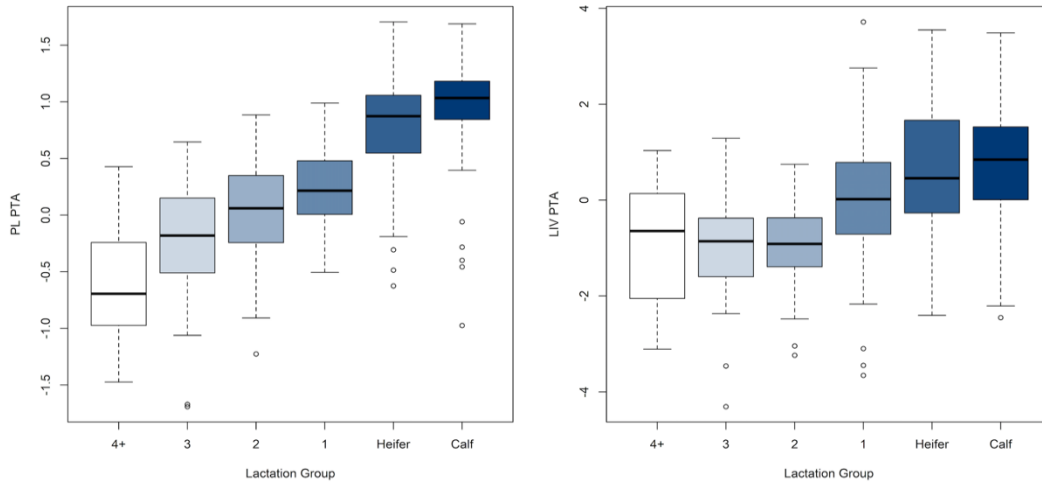 PL PTA
1.5
1.0
0.5
0.0
-0.5
-1.0
-1.5
4+ 3 2 1 Heifer Calf
Lactation Group
LIV PTA
4
2
0
-2
-4
4+ 3 2 1 Heifer Calf
Lactation Group